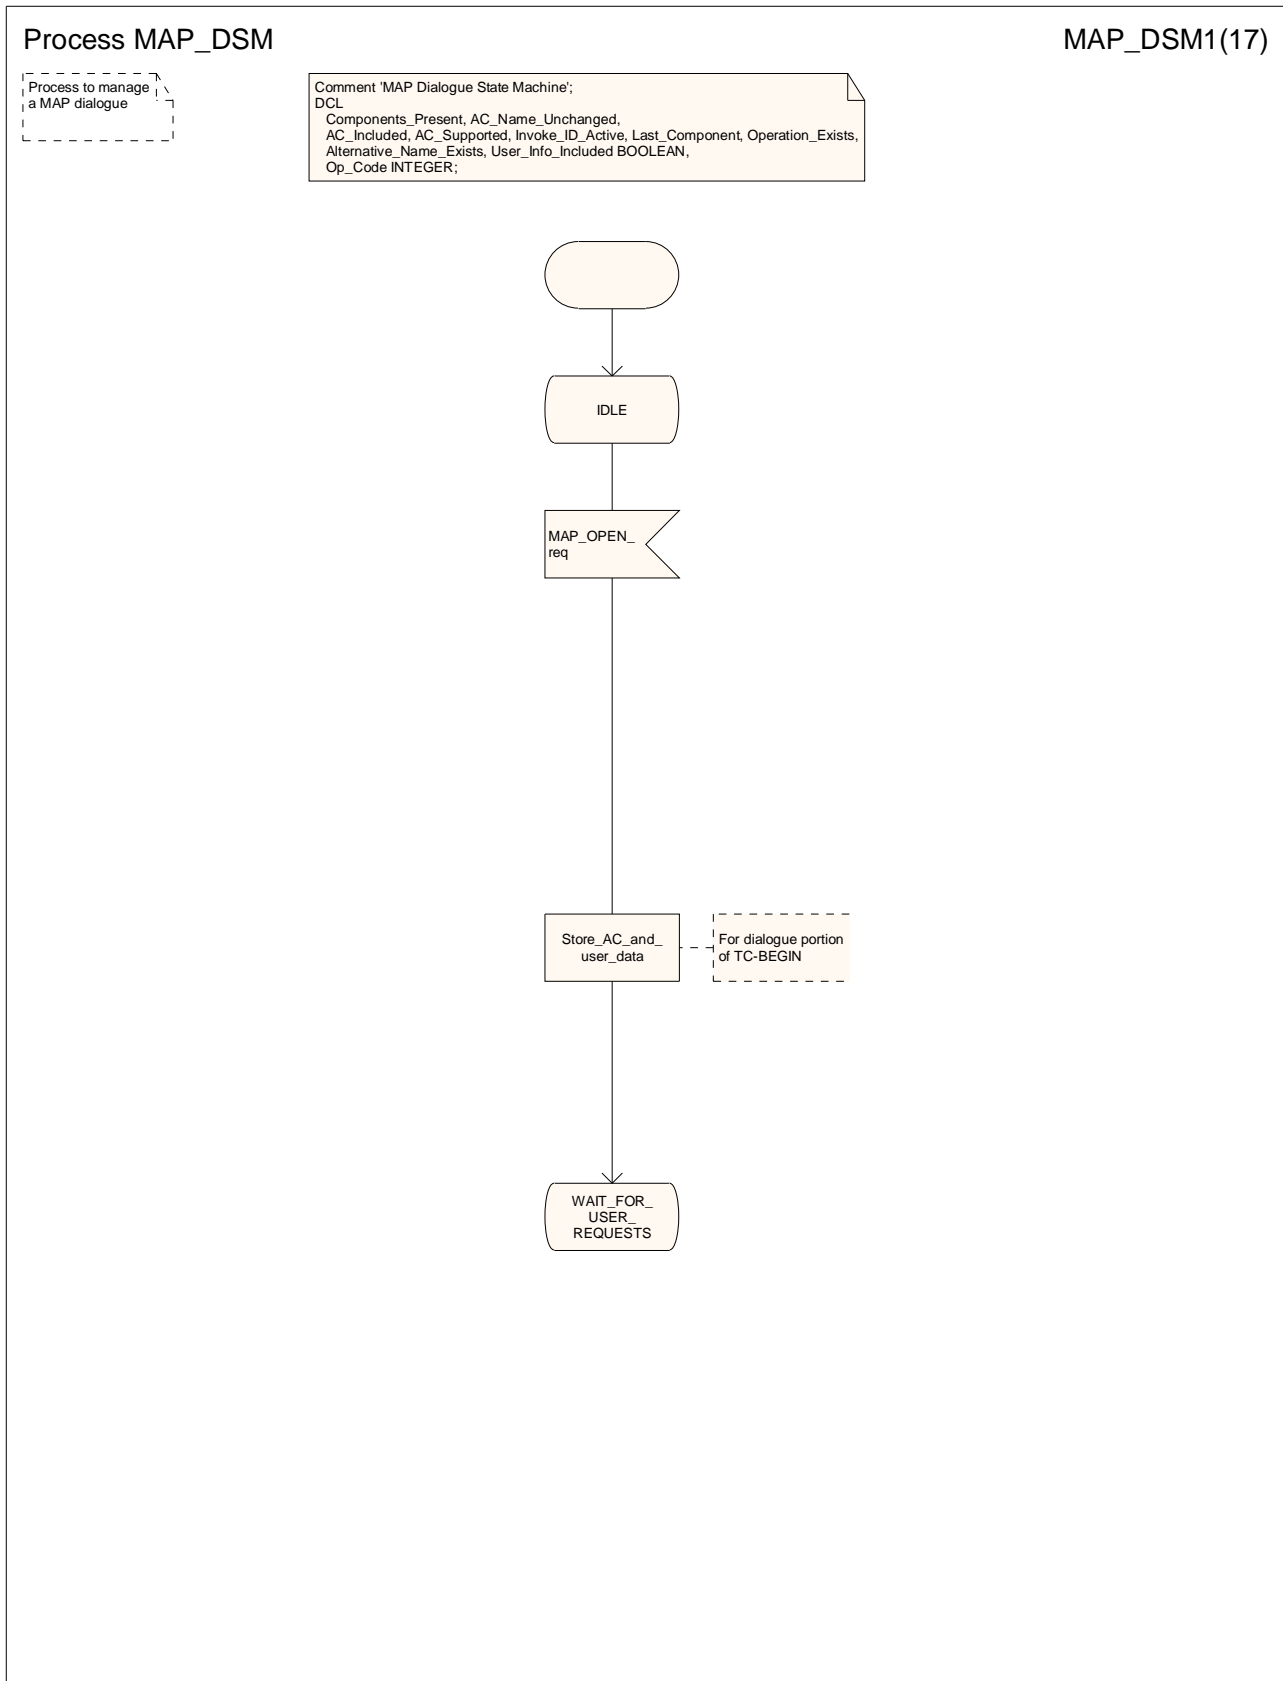 Process MAP_DSM
MAP_DSM1(17)
Process to manage
a MAP dialogue
Comment 'MAP Dialogue State Machine';
DCL
Components_Present, AC_Name_Unchanged,
AC_Included, AC_Supported, Invoke_ID_Active, Last_Component, Operation_Exists,
Alternative_Name_Exists, User_Info_Included BOOLEAN,
Op_Code INTEGER;
IDLE
MAP_OPEN_
req
Store_AC_and_
user_data
For dialogue portion
of TC-BEGIN
WAIT_FOR_
USER_
REQUESTS